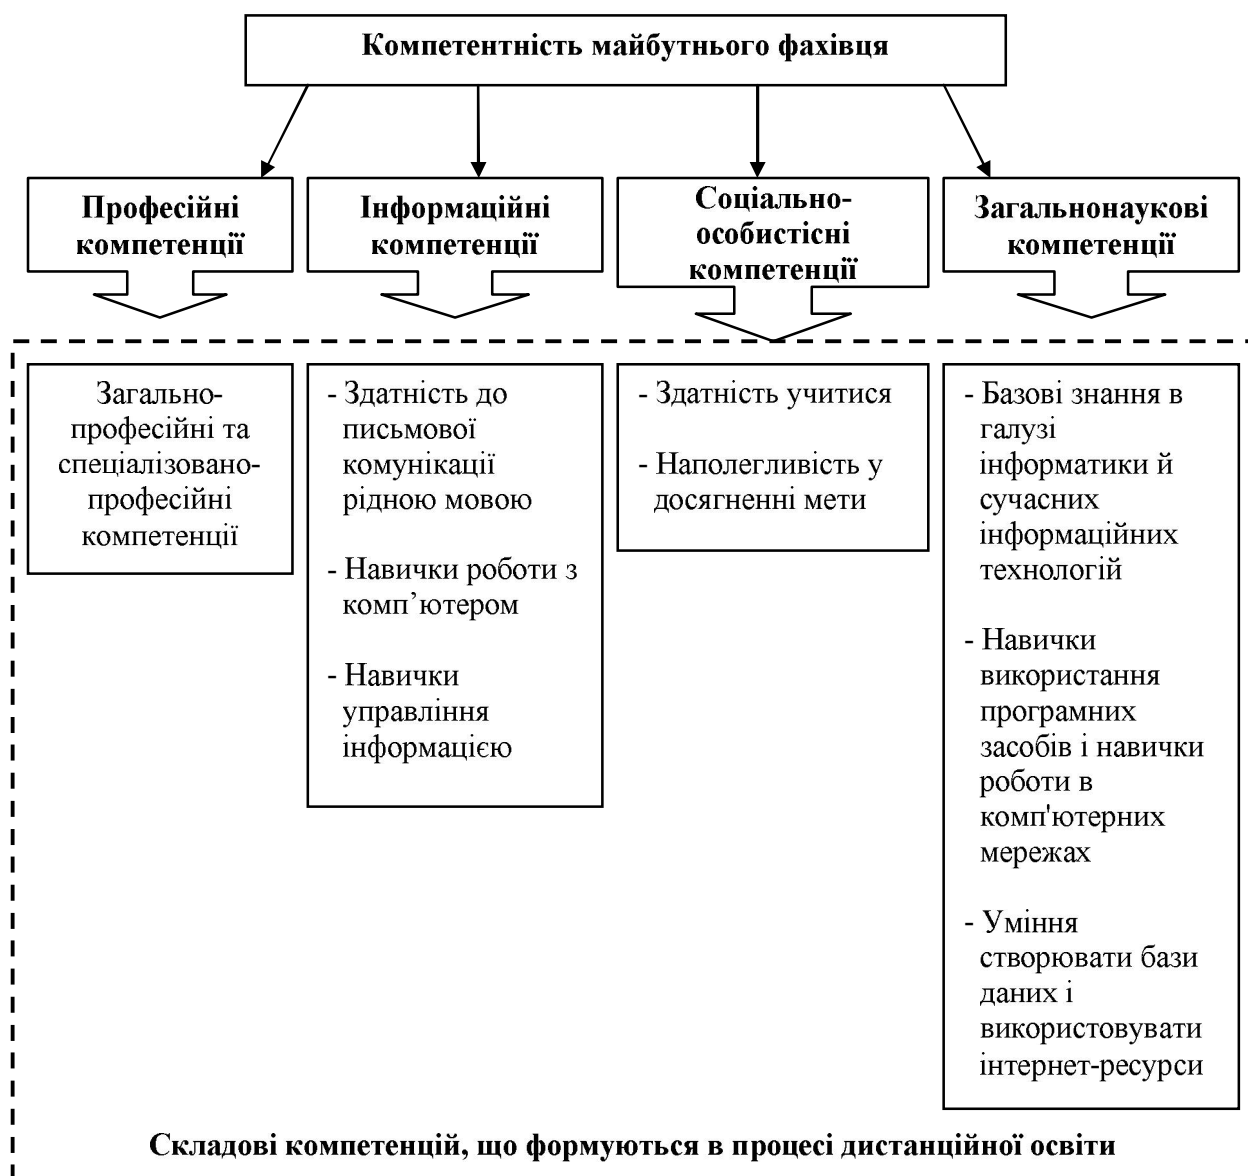 Компетентність майбутнього фахівця
Професійні
компетенції
Інформаційні
компетенції
Соціально-
особистісні
компетенції
Загальнонаукові
компетенції
Загально-
професійні та
спеціалізовано-
професійні
компетенції
- Здатність до
письмової
комунікації
рідною мовою
- Навички роботи з
комп’ютером
- Навички
управління
інформацією
- Здатність учитися
- Наполегливість у
досягненні мети
- Базові знання в
галузі
інформатики й
сучасних
інформаційних
технологій
- Навички
використання
програмних
засобів і навички
роботи в
комп'ютерних
мережах
- Уміння
створювати бази
даних і
використовувати
інтернет-ресурси
Складові компетенцій, що формуються в процесі дистанційної освіти